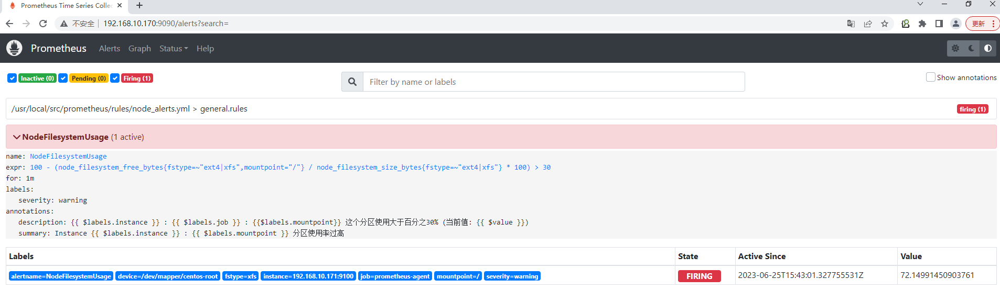 Prometheus Time Series Collec
不安全 192.168.10.170:9090/alerts?search=
更新
Prometheus Alerts Graph Status Help
Inactive (0) Pending (0) Firing (1)
Filter by name or labels
Show annotations
/usr/local/src/prometheus/rules/node_alerts.yml > general.rules
firing (1)
NodeFilesystemUsage (1 active)
name: NodeFilesystemUsage
expr: 100 - (node_filesystem_free_bytes{fstype=~"ext4|xfs",mountpoint="/"} / node_filesystem_size_bytes{fstype=~"ext4|xfs"} * 100) > 30
for: 1m
labels:
severity: warning
annotations:
description: {{ $labels.instance }} : {{ $labels.job }} : {{$labels.mountpoint}} 这个分区使用大于百分之30% (当前值: {{ $value }})
summary: Instance {{ $labels.instance }} : {{ $labels.mountpoint }} 分区使用率过高
Labels State Active Since Value
alertname=NodeFilesystemUsage device=/dev/mapper/centos-root fstype=xfs instance=192.168.10.171:9100 job=prometheus-agent mountpoint=/ severity=warning FIRING 2023-06-25T15:43:01.327755531Z 72.14991450903761